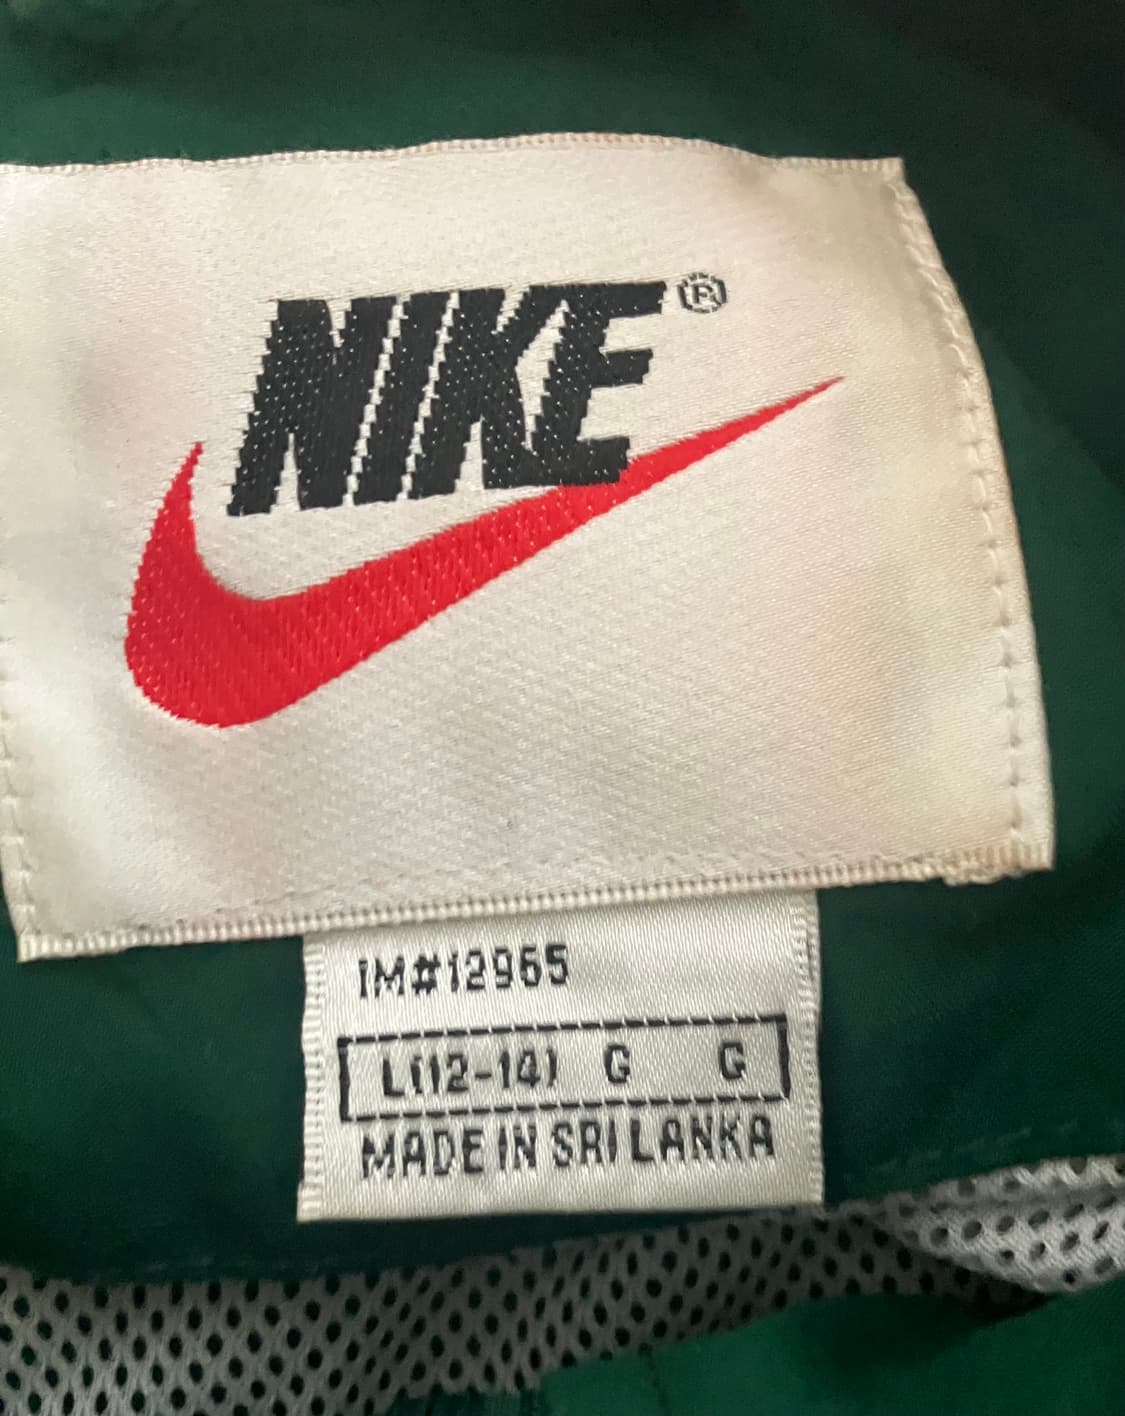 NIKE®
IM#12965
L(12-14) G G
MADE IN SRI LANKA